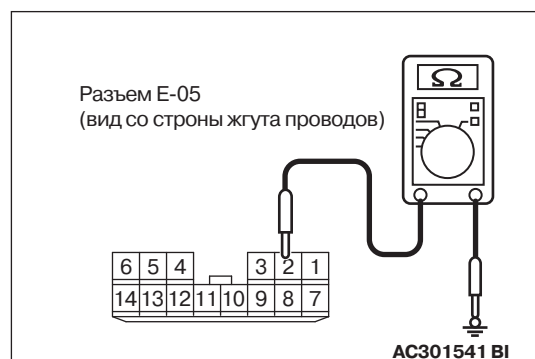 Ω
Разъем E-05
(вид со строны жгута проводов)
6 5 4 3 2 1
14 13 12 11 10 9 8 7
AC301541 BI